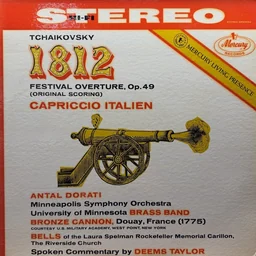 STEREO
HI-FI
TCHAIKOVSKY
1812
FESTIVAL OVERTURE, Op. 49
(ORIGINAL SCORING)
CAPRICCIO ITALIEN
MERCURY LIVING PRESENCE
Mercury
ANTAL DORATI
Minneapolis Symphony Orchestra
University of Minnesota BRASS BAND
BRONZE CANNON, Douay, France (1775)
COURTESY U.S. MILITARY ACADEMY, WEST POINT, NEW YORK
BELLS of the Laura Spelman Rockefeller Memorial Carillon,
The Riverside Church
Spoken Commentary by DEEMS TAYLOR